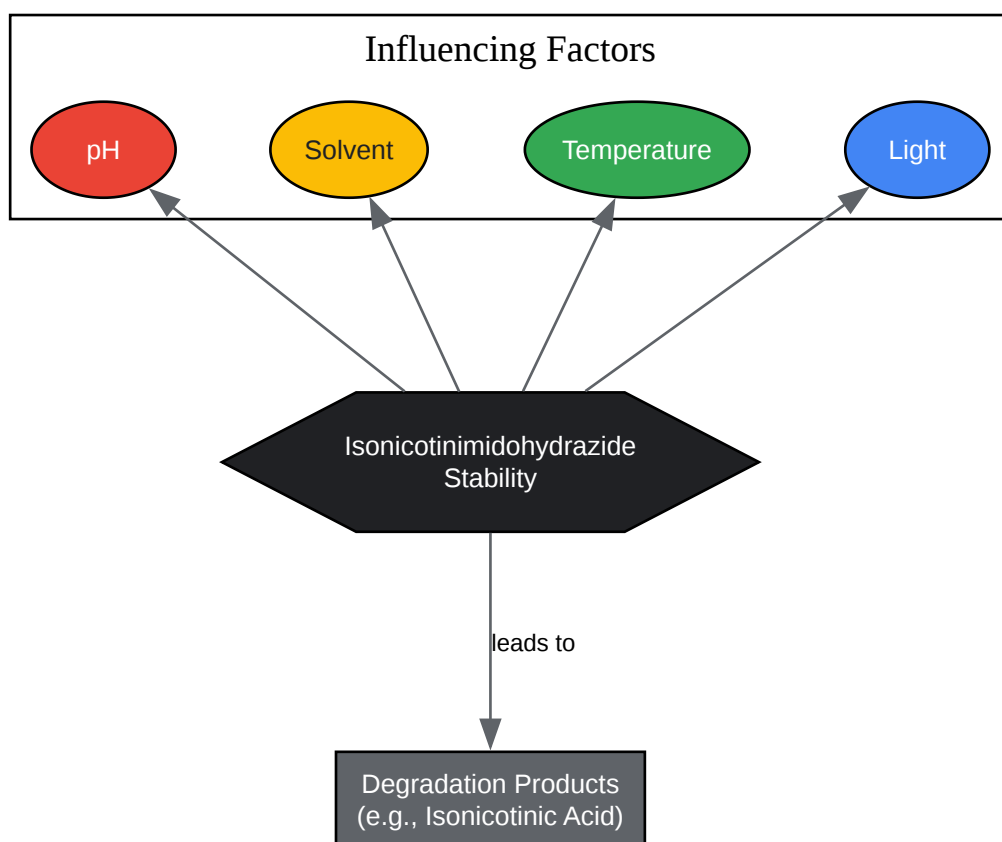 Influencing Factors
pH
Solvent
Temperature
Light
Isonicotinimidohydrazide
Stability
leads to
Degradation Products
(e.g., Isonicotinic Acid)